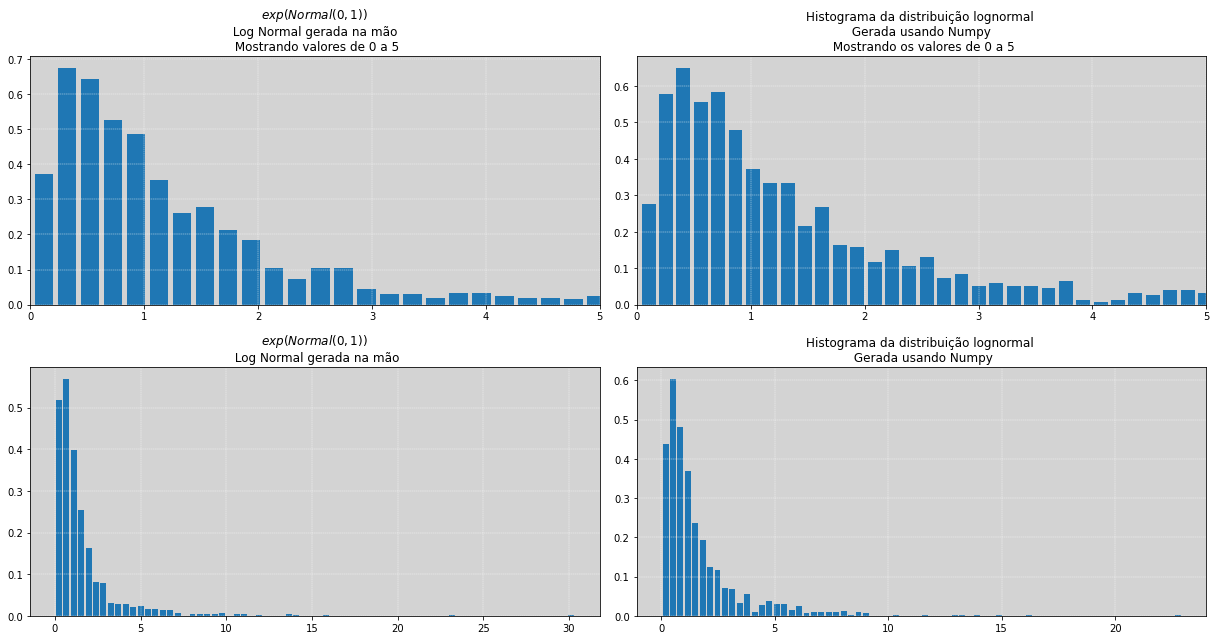 exp(Normal(0, 1))
Log Normal gerada na mão
Mostrando valores de 0 a 5
0.7
0.6
0.5
0.4
0.3
0.2
0.1
0.0
0 1 2 3 4 5
Histograma da distribuição lognormal
Gerada usando Numpy
Mostrando os valores de 0 a 5
0.6
0.5
0.4
0.3
0.2
0.1
0.0
0 1 2 3 4 5
exp(Normal(0, 1))
Log Normal gerada na mão
0.5
0.4
0.3
0.2
0.1
0.0
0 5 10 15 20 25 30
Histograma da distribuição lognormal
Gerada usando Numpy
0.6
0.5
0.4
0.3
0.2
0.1
0.0
0 5 10 15 20